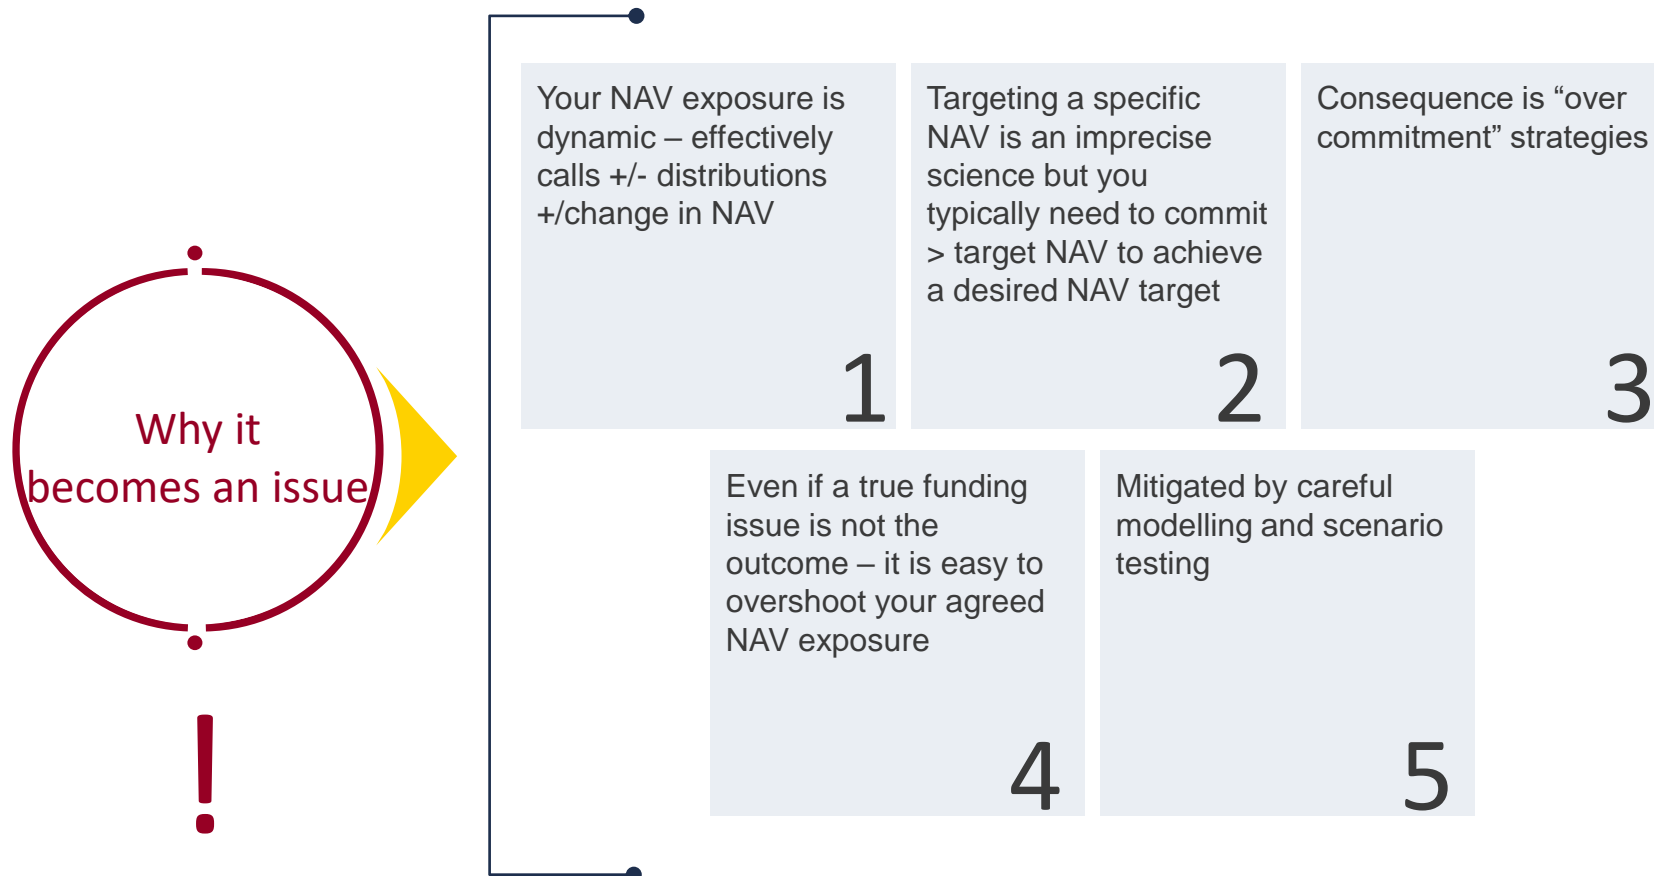 Why it
becomes an issue
!
Your NAV exposure is
dynamic – effectively
calls +/- distributions
+/change in NAV
1
Targeting a specific
NAV is an imprecise
science but you
typically need to commit
> target NAV to achieve
a desired NAV target
2
Consequence is “over
commitment” strategies
3
Even if a true funding
issue is not the
outcome – it is easy to
overshoot your agreed
NAV exposure
4
Mitigated by careful
modelling and scenario
testing
5